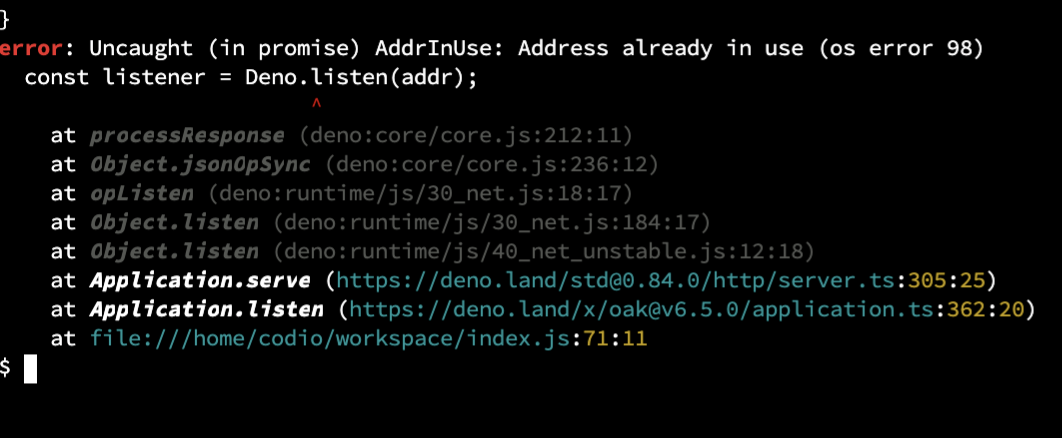 }
error: Uncaught (in promise) AddrInUse: Address already in use (os error 98)
const listener = Deno.listen(addr);
^
at processResponse (deno:core/core.js:212:11)
at Object.jsonOpSync (deno:core/core.js:236:12)
at opListen (deno:runtime/js/30_net.js:18:17)
at Object.listen (deno:runtime/js/30_net.js:184:17)
at Object.listen (deno:runtime/js/40_net_unstable.js:12:18)
at Application.serve (https://deno.land/std@0.84.0/http/server.ts:305:25)
at Application.listen (https://deno.land/x/oak@v6.5.0/application.ts:362:20)
at file:///home/codio/workspace/index.js:71:11
$